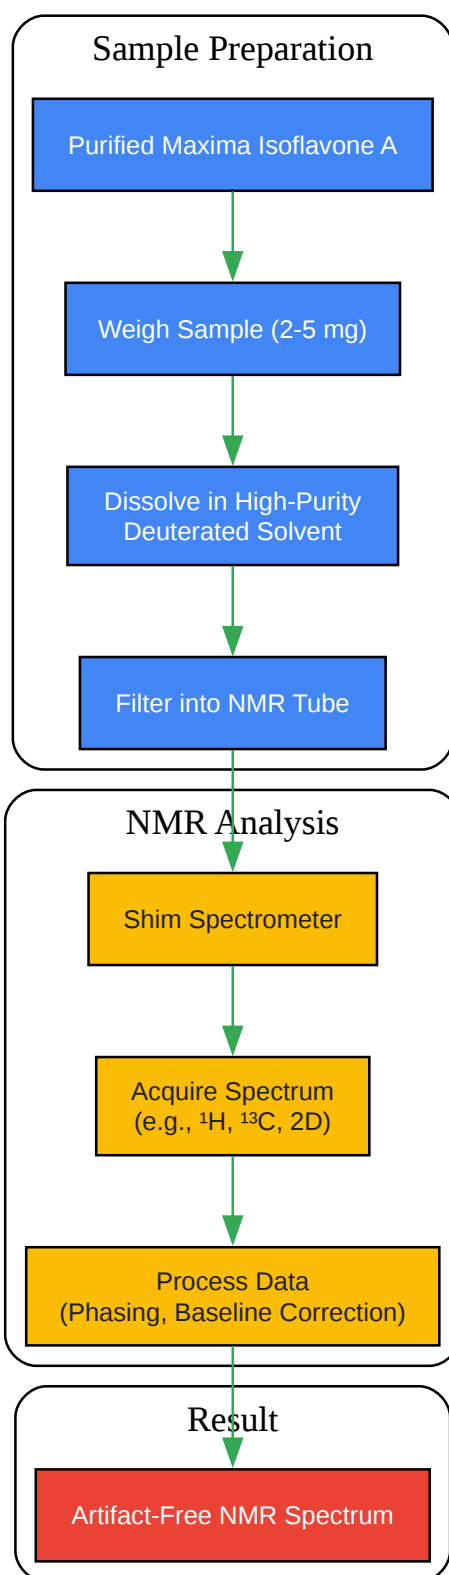 Sample Preparation
Purified Maxima Isoflavone A
Weigh Sample (2-5 mg)
Dissolve in High-Purity
Deuterated Solvent
Filter into NMR Tube
NMR Analysis
Shim Spectrometer
Acquire Spectrum
(e.g., ¹H, ¹³C, 2D)
Process Data
(Phasing, Baseline Correction)
Result
Artifact-Free NMR Spectrum